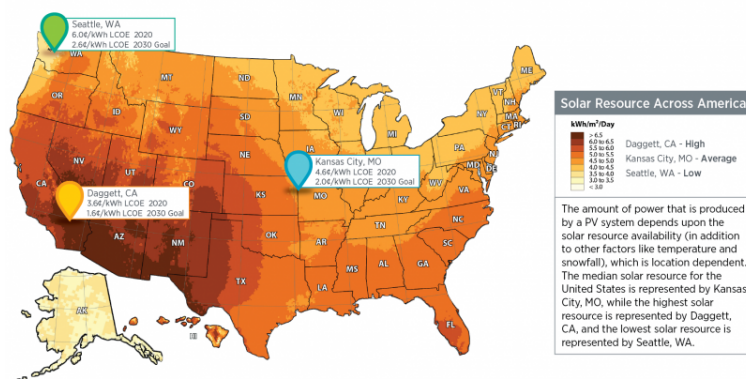 Seattle, WA
6.0¢/kWh LCOE 2020
2.6¢/kWh LCOE 2030 Goal
WA
MT
ND
MN
ME
OR
ID
WY
SD
WI
MI
VT
NH
NY
MA
CT RI
NV
UT
CO
NE
IA
PA
NJ
MD
DE
Kansas City, MO
4.6¢/kWh LCOE 2020
2.0¢/kWh LCOE 2030 Goal
CA
KS
MO
KY
WV
VA
Daggett, CA
3.6¢/kWh LCOE 2020
1.6¢/kWh LCOE 2030 Goal
AZ
NM
OK
AR
TN
NC
SC
TX
LA
MS
AL
GA
FL
AK
HI
Solar Resource Across America
kWh/m²/Day
> 6.5
6.0 to 6.5
5.5 to 6.0
5.0 to 5.5
4.5 to 5.0
4.0 to 4.5
3.5 to 4.0
3.0 to 3.5
< 3.0
Daggett, CA - High
Kansas City, MO - Average
Seattle, WA - Low
The amount of power that is produced
by a PV system depends upon the
solar resource availability (in addition
to other factors like temperature and
snowfall), which is location dependent.
The median solar resource for the
United States is represented by Kansas
City, MO, while the highest solar
resource is represented by Daggett,
CA, and the lowest solar resource is
represented by Seattle, WA.